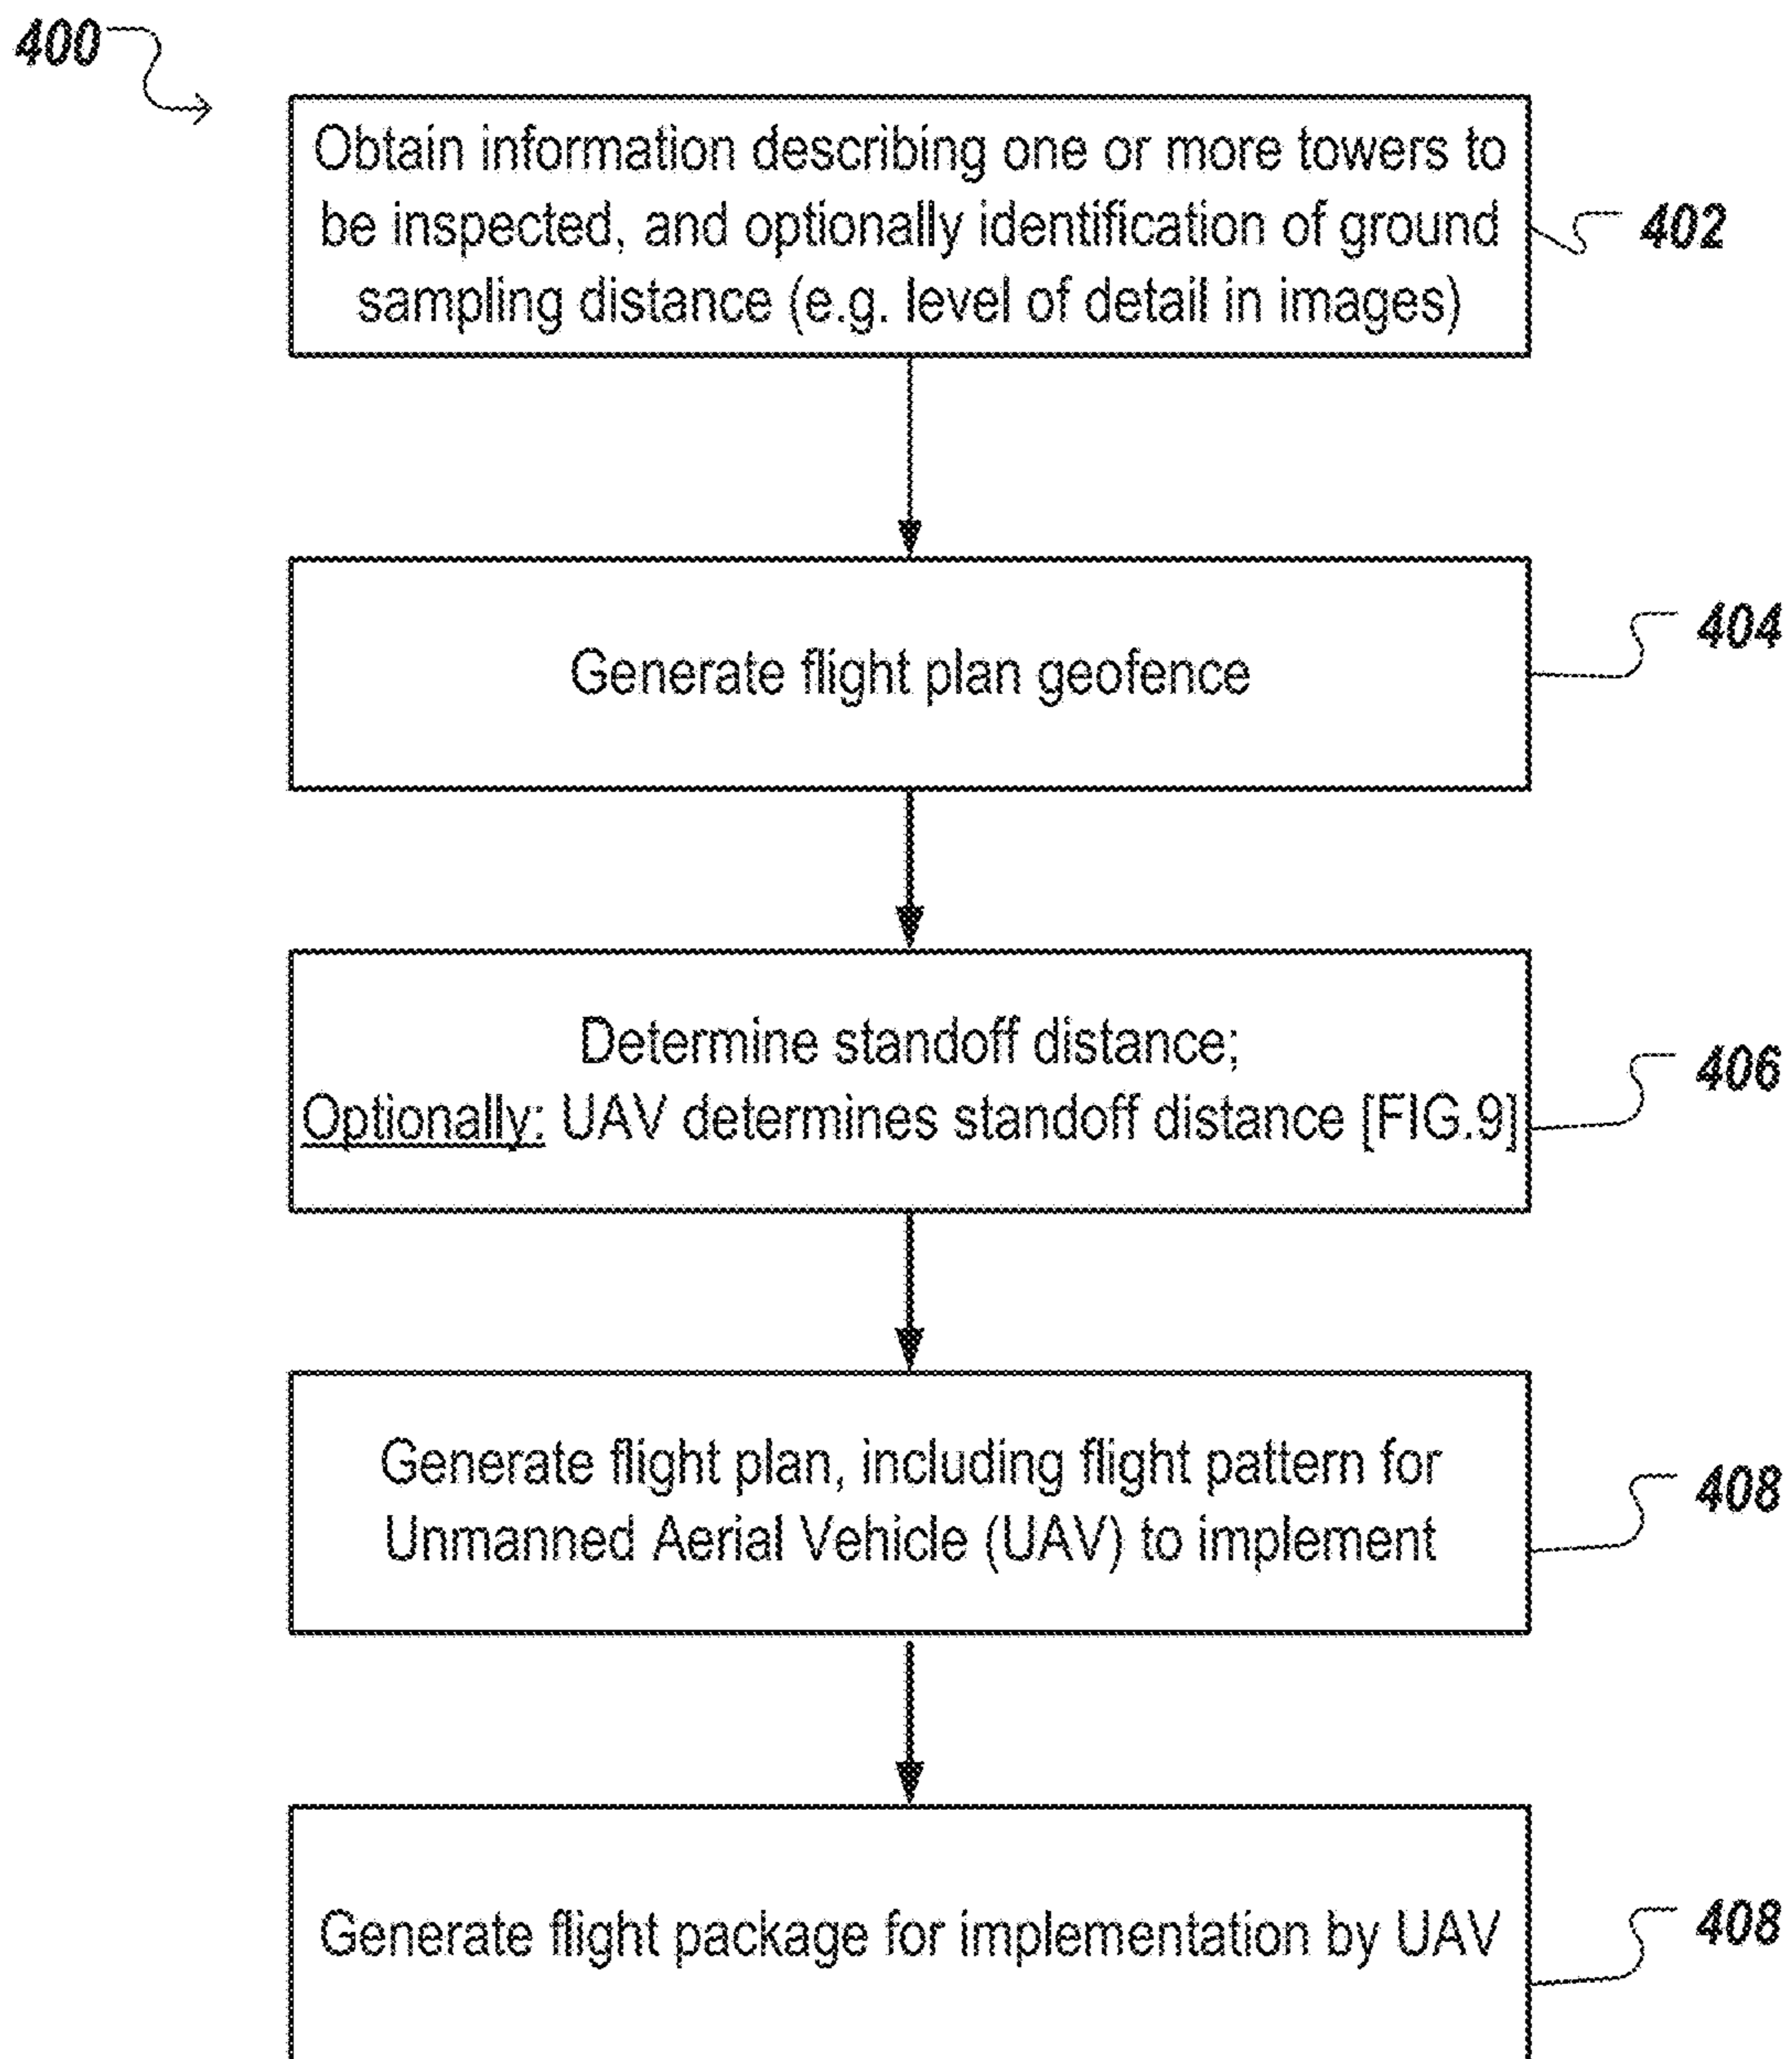 400
Obtain information describing one or more towers to
be inspected, and optionally identification of ground
sampling distance (e.g. level of detail in images)
402
Generate flight plan geofence
404
Determine standoff distance;
Optionally: UAV determines standoff distance [FIG.9]
406
Generate flight plan, including flight pattern for
Unmanned Aerial Vehicle (UAV) to implement
408
Generate flight package for implementation by UAV
408